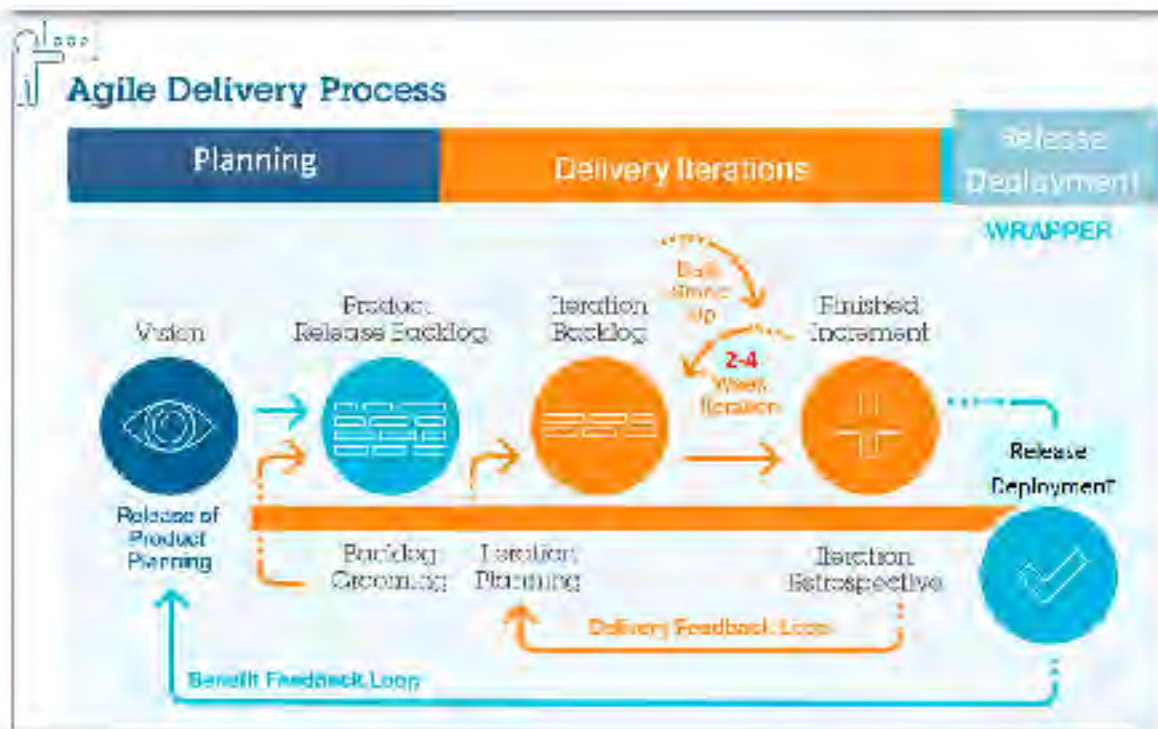 Agile Delivery Process
Planning
Delivery Iterations
Release
Deployment
WRAPPER
Vision
Product
Release Backlog
Iteration
Backlog
Daily
Stand
Up
2-4
Week
Iteration
Finished
Increment
Release
Deployment
Release of
Product
Planning
Backlog
Grooming
Iteration
Planning
Iteration
Retrospective
Delivery Feedback Loop
Benefit Feedback Loop